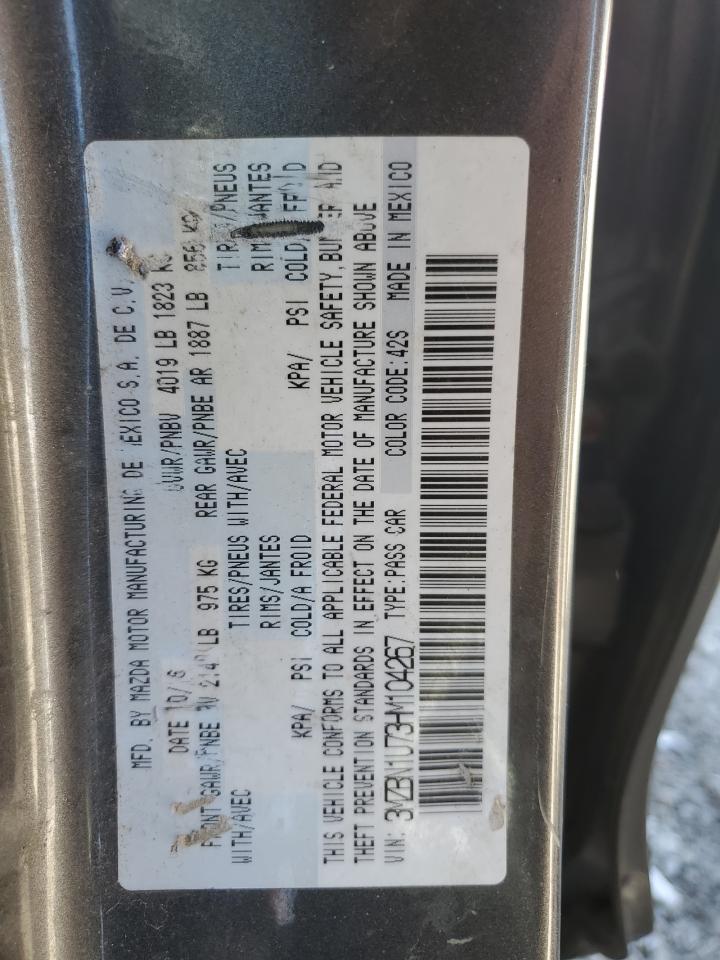 MFD. BY MAZDA MOTOR MANUFACTURING DE MEXICO S.A. DE C.V.
DATE 10/ 6 GVWR/PNBV 4019 LB 1823 KG
FRONT GAWR/PNBE LB 975 KG REAR GAWR/PNBE AR 1887 LB 856 KG
WITH/AVEC TIRES/PNEUS WITH/AVEC TIRES/PNEUS
RIMS/JANTES RIMS/JANTES
KPA/ PSI COLD/A FROID KPA/ PSI COLD/
THIS VEHICLE CONFORMS TO ALL APPLICABLE FEDERAL MOTOR VEHICLE SAFETY, BUMPER AND
THEFT PREVENTION STANDARDS IN EFFECT ON THE DATE OF MANUFACTURE SHOWN ABOVE
VIN: 3MZBN1U73HM104267 TYPE:PASS CAR COLOR CODE:42S MADE IN MEXICO